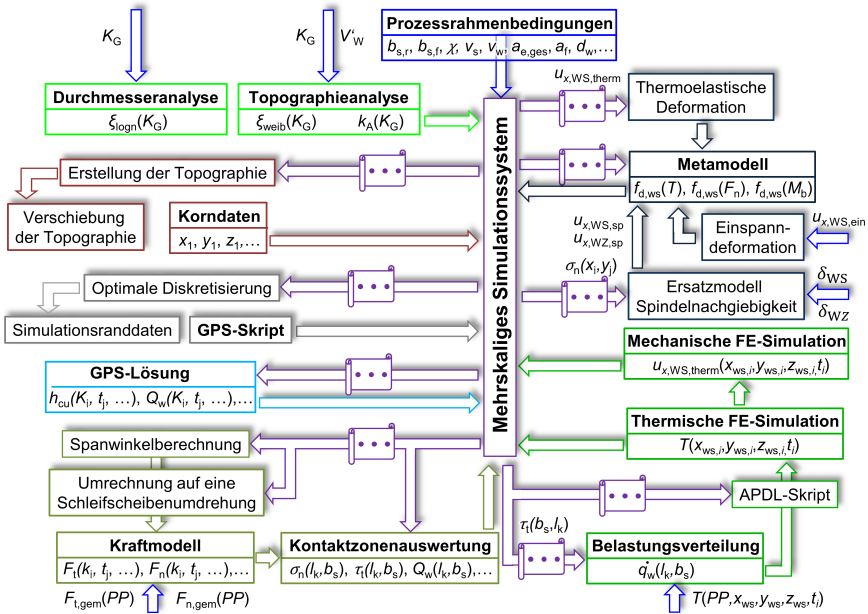 Prozessrahmenbedingungen
b_s,r, b_s,f, χ, v_s, v_w, a_e,ges, a_f, d_w,...
K_G
K_G V'_W
Durchmesseranalyse
ξ_logn(K_G)
Topographieanalyse
ξ_weib(K_G) k_A(K_G)
u_x,WS,therm
Thermoelastische
Deformation
Erstellung der Topographie
Metamodell
f_d,ws(T), f_d,ws(F_n), f_d,ws(M_b)
Verschiebung
der Topographie
Korndaten
x_1, y_1, z_1,...
Mehrskaliges Simulationssystem
u_x,WS,sp
u_x,WZ,sp
Einspann-
deformation
u_x,WS,ein
σ_n(x_i,y_j)
Optimale Diskretisierung
Ersatzmodell
Spindelnachgiebigkeit
δ_WS
δ_WZ
Simulationsranddaten
GPS-Skript
Mechanische FE-Simulation
u_x,WS,therm(x_ws,i,y_ws,i,z_ws,i,t_i)
GPS-Lösung
h_cu(K_i, t_j, ...), Q_w(K_i, t_j, ...),...
Thermische FE-Simulation
T(x_ws,i,y_ws,i,z_ws,i,t_i)
Spanwinkelberechnung
Umrechnung auf eine
Schleifscheibenumdrehung
APDL-Skript
τ_t(b_s,l_k)
Kraftmodell
F_t(k_i, t_j, ...), F_n(k_i, t_j, ...),...
Kontaktzonenauswertung
σ_n(l_k,b_s), τ_t(l_k,b_s), Q_w(l_k,b_s),...
Belastungsverteilung
q̇_w(l_k,b_s)
F_t,gem(PP) F_n,gem(PP)
T(PP,x_ws,y_ws,z_ws,t_i)